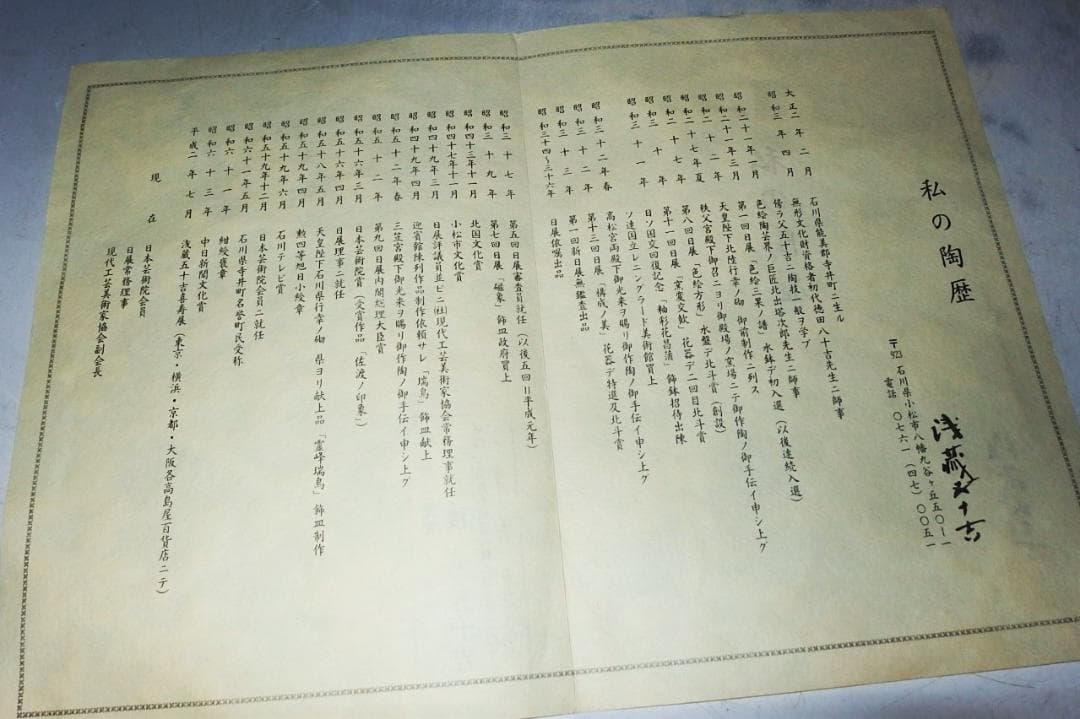 私の陶歴
浅蔵五十吉
〒923 石川県小松市八幡九谷ヶ丘五〇ー一
電話 〇七六一(四七)〇〇五一
大正二年二月 石川県能美郡寺井町ニ生ル
昭和三年四月 無形文化財資格者初代徳田八十吉先生ニ師事
傍ラ父五十吉ニ陶技一般ヲ学ブ
色絵陶芸界ノ巨匠北出塔次郎先生ニ師事
昭和二十一年一月 第一回日展「色絵三果ノ譜」水鉢デ初入選(以後連続入選)
昭和二十一年三月 天皇陛下北陸行幸ノ砌 御前制作ニ列ス
昭和二十二年 秩父宮殿下御召ニヨリ御殿場ノ窯場ニテ御作陶ノ御手伝イ申シ上グ
昭和二十七年夏 第八回日展「色絵方形」水盤デ北斗賞(創設)
昭和二十七年 第十一回日展「窯変交歓」花器デ二回目北斗賞
昭和三十年 日ソ国交回復記念「釉彩花菖蒲」飾鉢招待出陳
昭和三十年 ソ連国立レニングラード美術館買上
昭和三十一年 高松宮両殿下御光来ヲ賜リ御作陶ノ御手伝イ申シ上グ
昭和三十二年春 第十三回日展「構成ノ美」花器デ特選及北斗賞
昭和三十二年 第一回新日展無鑑査出品
昭和三十三年 日展依嘱出品
昭和三十四〜三十六年
昭和三十七年 第五回日展審査員就任(以後五回)(平成元年)
昭和三十九年 第七回日展「磁象」飾皿政府買上
昭和四十三年十一月 北国文化賞
昭和四十七年十一月 小松市文化賞
昭和四十九年三月 日展評議員並ビニ(社)現代工芸美術家協会常務理事就任
昭和四十九年四月 迎賓館陳列作品制作依頼サレ「瑞鳥」飾皿献上
昭和五十二年春 三笠宮殿下御光来ヲ賜リ御作陶ノ御手伝イ申シ上グ
昭和五十二年 第九回日展内閣総理大臣賞
昭和五十六年三月 日本芸術院賞(受賞作品「佐渡ノ印象」)
昭和五十六年四月 日展理事ニ就任
昭和五十八年五月 天皇陛下石川県行幸ノ砌 県ヨリ献上品「霊峰瑞鳥」飾皿制作
昭和五十九年四月 勲四等旭日小綬章
昭和五十九年六月 石川テレビ賞
昭和五十九年十二月 日本芸術院会員ニ就任
昭和六十一年五月 石川県寺井町名誉町民受称
昭和六十一年 紺綬褒章
昭和六十三年 中日新聞文化賞
平成二年七月 浅蔵五十吉喜寿展(東京・横浜・京都・大阪各高島屋百貨店ニテ)
現在 日本芸術院会員
日展常務理事
現代工芸美術家協会副会長